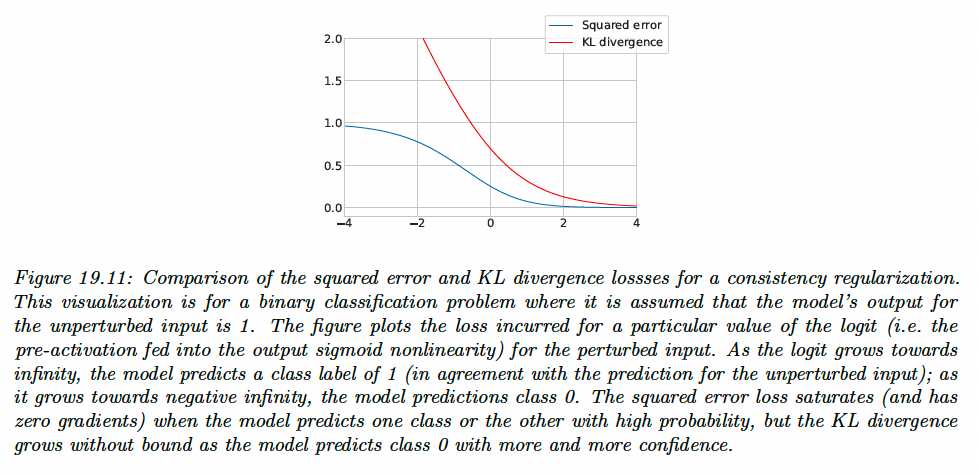 Squared error
KL divergence
2.0
1.5
1.0
0.5
0.0
−4
−2
0
2
4
Figure 19.11: Comparison of the squared error and KL divergence lossses for a consistency regularization.
This visualization is for a binary classification problem where it is assumed that the model's output for
the unperturbed input is 1. The figure plots the loss incurred for a particular value of the logit (i.e. the
pre-activation fed into the output sigmoid nonlinearity) for the perturbed input. As the logit grows towards
infinity, the model predicts a class label of 1 (in agreement with the prediction for the unperturbed input); as
it grows towards negative infinity, the model predictions class 0. The squared error loss saturates (and has
zero gradients) when the model predicts one class or the other with high probability, but the KL divergence
grows without bound as the model predicts class 0 with more and more confidence.